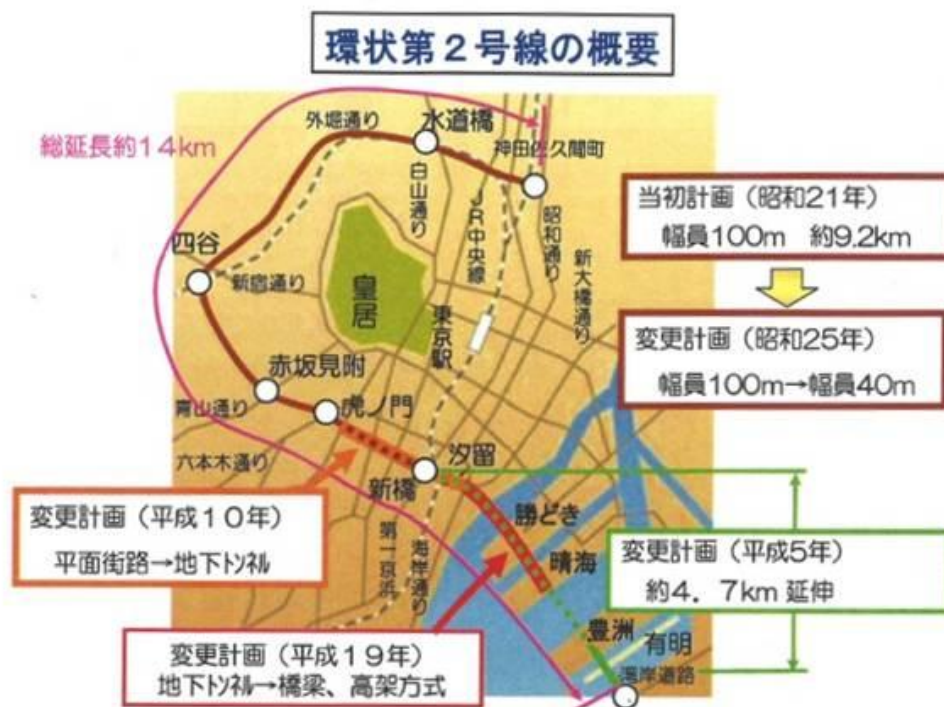 環状第２号線の概要
総延長約１４km
外堀通り
水道橋
神田佐久間町
白山通り
JR中央線
昭和通り
新大橋通り
四谷
新宿通り
皇居
東京駅
赤坂見附
青山通り
虎ノ門
六本木通り
汐留
新橋
第一京浜
海岸通り
勝どき
晴海
豊洲
有明
湾岸道路
当初計画（昭和21年）
幅員100m 約9.2km
変更計画（昭和25年）
幅員100m→幅員40m
変更計画（平成１０年）
平面街路→地下トンネル
変更計画（平成5年）
約4．7km 延伸
変更計画（平成１９年）
地下トンネル→橋梁、高架方式